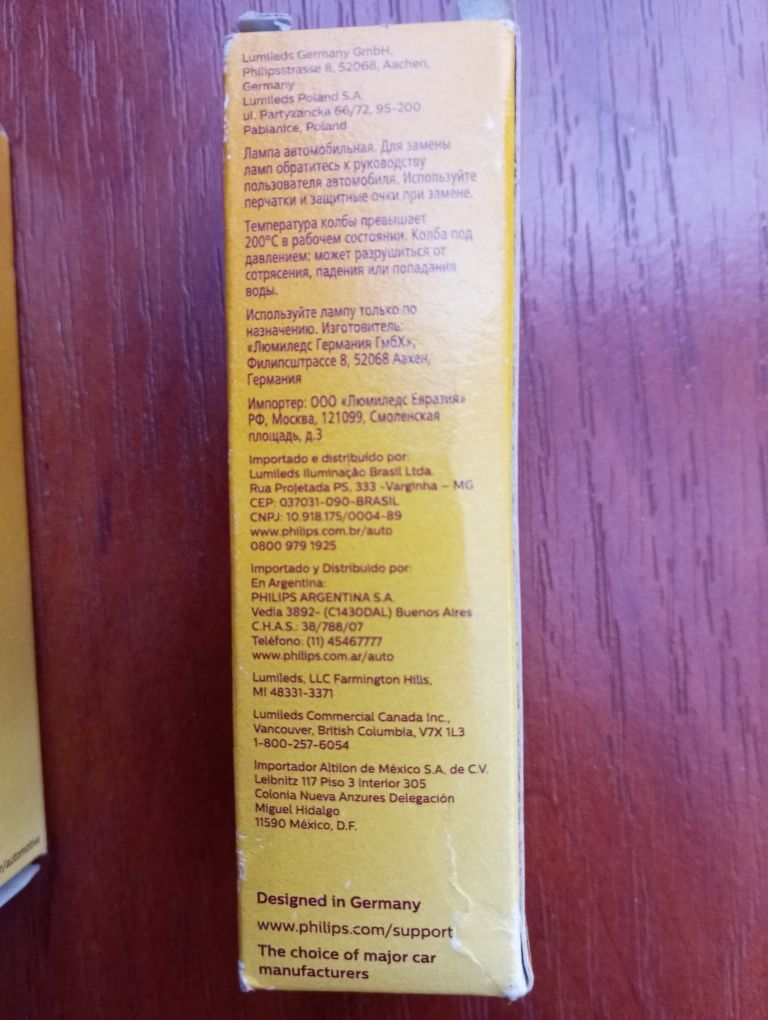 Lumileds Germany GmbH,
Philipsstrasse 8, 52068, Aachen,
Germany
Lumileds Poland S.A.
ul. Partyzancka 66/72, 95-200
Pabianice, Poland
Лампа автомобильная. Для замены
ламп обратитесь к руководству
пользователя автомобиля. Используйте
перчатки и защитные очки при замене.
Температура колбы превышает
200°C в рабочем состоянии. Колба под
давлением: может разрушиться от
сотрясения, падения или попадания
воды.
Используйте лампу только по
назначению. Изготовитель:
«Люмиледс Германия ГмбХ»,
Филипсштрассе 8, 52068 Аахен,
Германия
Импортер: ООО «Люмиледс Евразия»
РФ, Москва, 121099, Смоленская
площадь, д.3
Importado e distribuído por:
Lumileds Iluminação Brasil Ltda.
Rua Projetada PS, 333 -Varginha – MG
CEP: 037031-090-BRASIL
CNPJ: 10.918.175/0004-89
www.philips.com.br/auto
0800 979 1925
Importado y Distribuido por:
En Argentina:
PHILIPS ARGENTINA S.A.
Vedia 3892- (C1430DAL) Buenos Aires
C.H.A.S.: 38/788/07
Teléfono: (11) 45467777
www.philips.com.ar/auto
Lumileds, LLC Farmington Hills,
MI 48331-3371
Lumileds Commercial Canada Inc.,
Vancouver, British Columbia, V7X 1L3
1-800-257-6054
Importador Altilon de México S.A. de C.V.
Leibnitz 117 Piso 3 Interior 305
Colonia Nueva Anzures Delegación
Miguel Hidalgo
11590 México, D.F.
Designed in Germany
www.philips.com/support
The choice of major car
manufacturers
/automotive